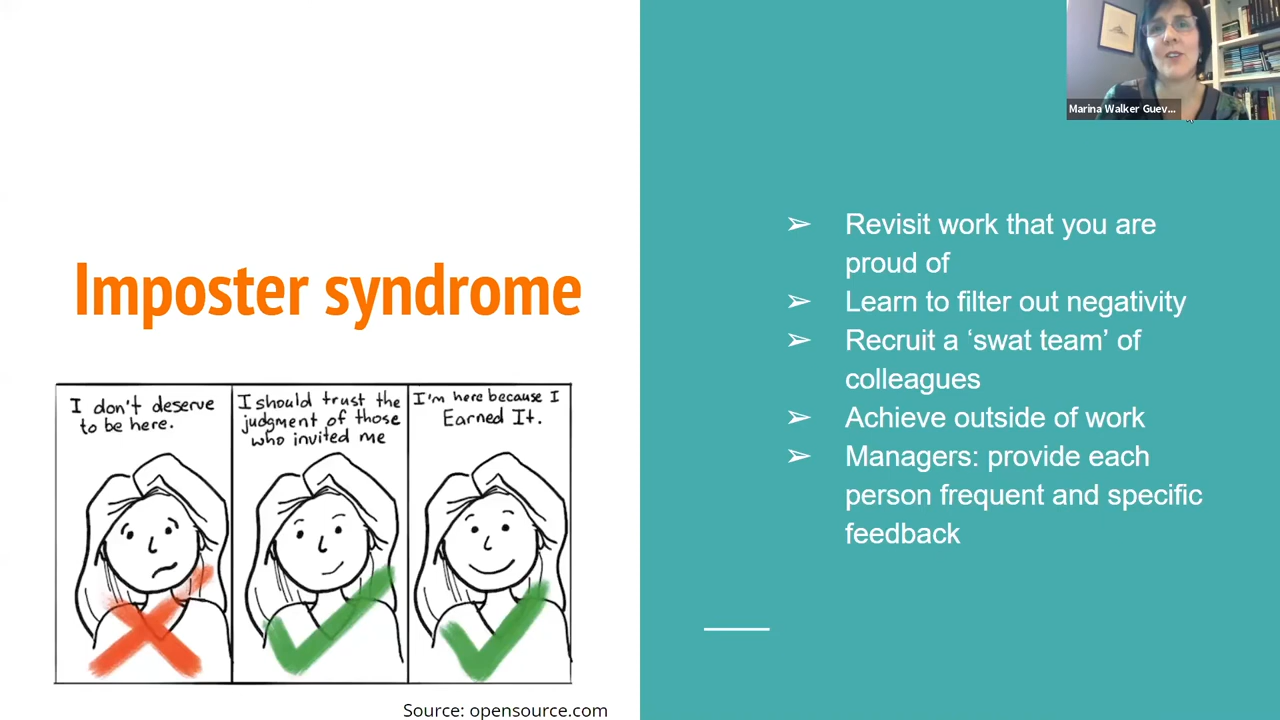 Marina Walker Guev...
Imposter syndrome
I don't deserve
to be here.
I should trust the
judgment of those
who invited me
I'm here because I
Earned It.
Source: opensource.com
➢ Revisit work that you are
proud of
➢ Learn to filter out negativity
➢ Recruit a ‘swat team’ of
colleagues
➢ Achieve outside of work
➢ Managers: provide each
person frequent and specific
feedback